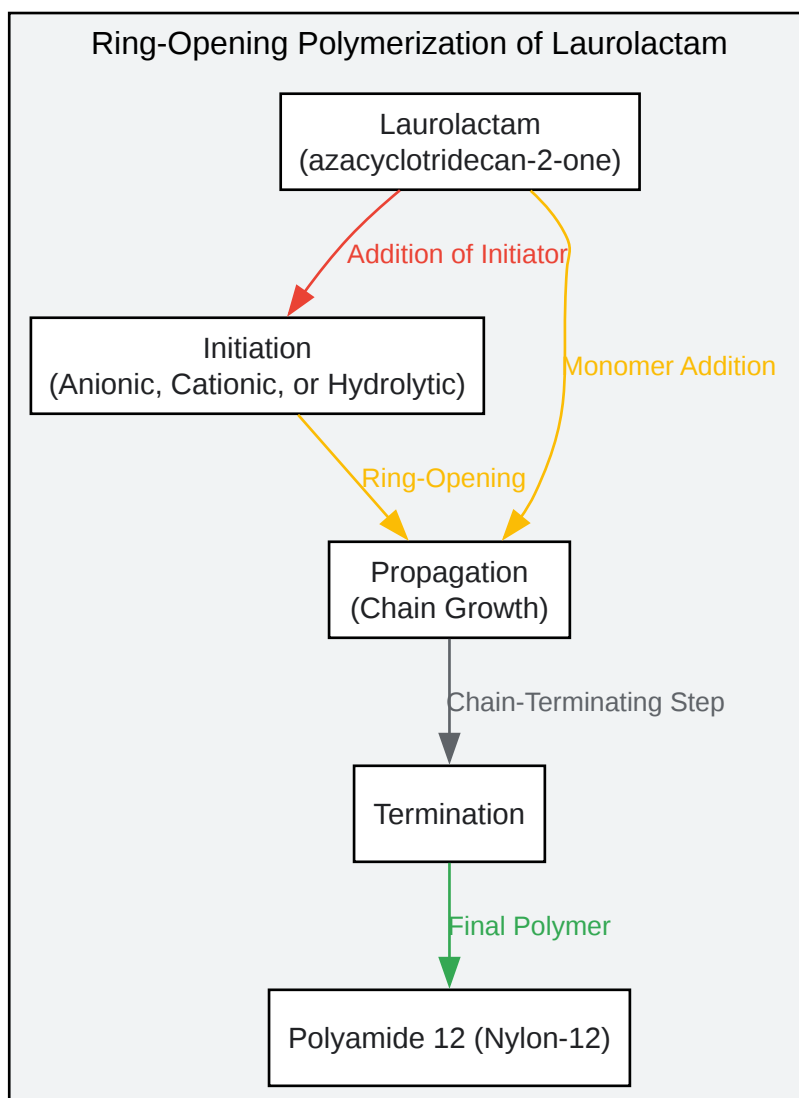 Ring-Opening Polymerization of Laurolactam
Laurolactam
(azacyclotridecan-2-one)
Addition of Initiator
Initiation
(Anionic, Cationic, or Hydrolytic)
Monomer Addition
Ring-Opening
Propagation
(Chain Growth)
Chain-Terminating Step
Termination
Final Polymer
Polyamide 12 (Nylon-12)